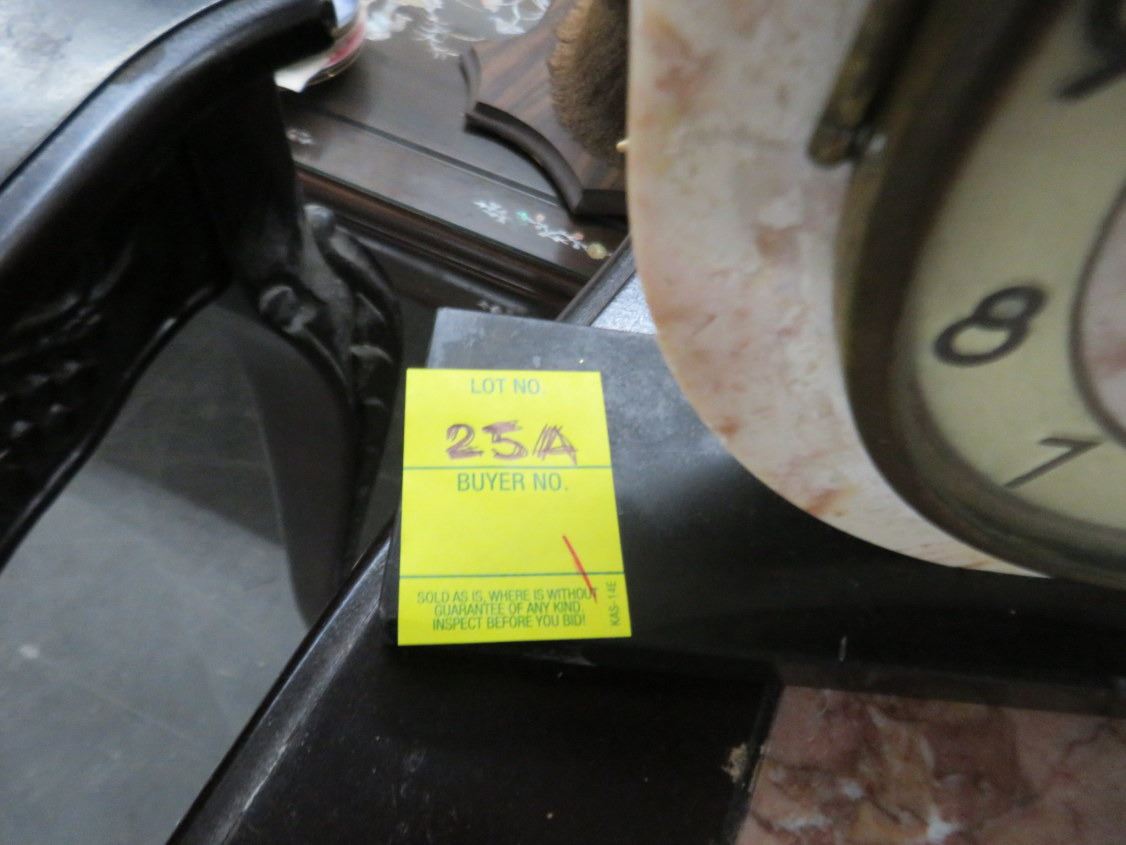 LOT NO.
25A
BUYER NO.
SOLD AS IS, WHERE IS WITHOUT
GUARANTEE OF ANY KIND.
INSPECT BEFORE YOU BID!
KAS-14E
8
7